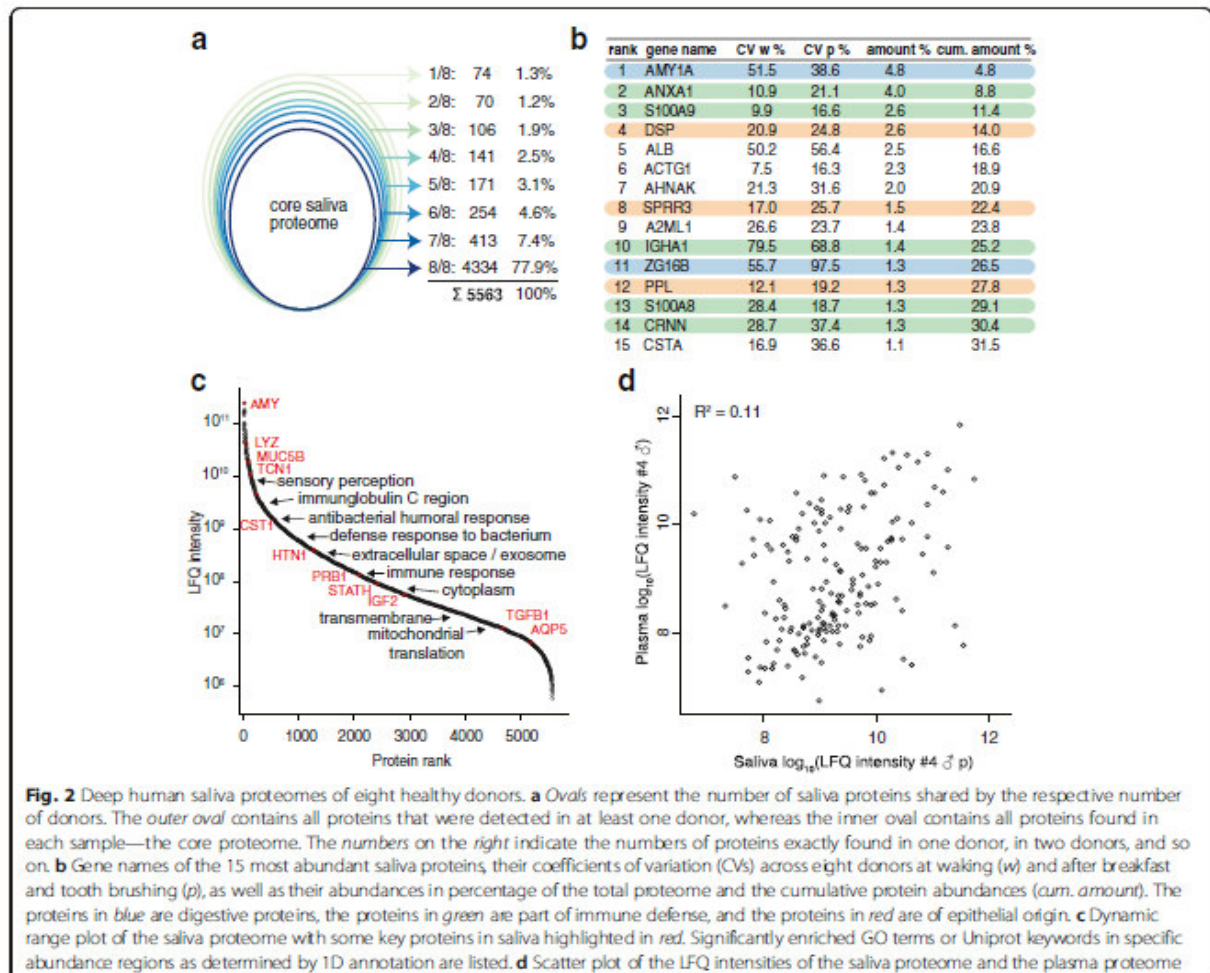 a
1/8: 74 1.3%
2/8: 70 1.2%
3/8: 106 1.9%
4/8: 141 2.5%
5/8: 171 3.1%
6/8: 254 4.6%
7/8: 413 7.4%
8/8: 4334 77.9%
Σ 5563 100%
core saliva
proteome
b
rank gene name CV w % CV p % amount % cum. amount %
1 AMY1A 51.5 38.6 4.8 4.8
2 ANXA1 10.9 21.1 4.0 8.8
3 S100A9 9.9 16.6 2.6 11.4
4 DSP 20.9 24.8 2.6 14.0
5 ALB 50.2 56.4 2.5 16.6
6 ACTG1 7.5 16.3 2.3 18.9
7 AHNAK 21.3 31.6 2.0 20.9
8 SPRR3 17.0 25.7 1.5 22.4
9 A2ML1 26.6 23.7 1.4 23.8
10 IGHA1 79.5 68.8 1.4 25.2
11 ZG16B 55.7 97.5 1.3 26.5
12 PPL 12.1 19.2 1.3 27.8
13 S100A8 28.4 18.7 1.3 29.1
14 CRNN 28.7 37.4 1.3 30.4
15 CSTA 16.9 36.6 1.1 31.5
c
LFQ intensity
10¹¹
10¹⁰
10⁹
10⁸
10⁷
10⁶
AMY
LYZ
MUC5B
TCN1
sensory perception
immunglobulin C region
antibacterial humoral response
CST1
defense response to bacterium
HTN1
extracellular space / exosome
PRB1
immune response
STATH
cytoplasm
IGF2
transmembrane
TGFB1
mitochondrial
AQP5
translation
0 1000 2000 3000 4000 5000
Protein rank
d
R² = 0.11
Plasma log₁₀(LFQ intensity #4 ♂)
12
10
8
8 10 12
Saliva log₁₀(LFQ intensity #4 ♂ p)
Fig. 2 Deep human saliva proteomes of eight healthy donors. a Ovals represent the number of saliva proteins shared by the respective number
of donors. The outer oval contains all proteins that were detected in at least one donor, whereas the inner oval contains all proteins found in
each sample—the core proteome. The numbers on the right indicate the numbers of proteins exactly found in one donor, in two donors, and so
on. b Gene names of the 15 most abundant saliva proteins, their coefficients of variation (CVs) across eight donors at waking (w) and after breakfast
and tooth brushing (p), as well as their abundances in percentage of the total proteome and the cumulative protein abundances (cum. amount). The
proteins in blue are digestive proteins, the proteins in green are part of immune defense, and the proteins in red are of epithelial origin. c Dynamic
range plot of the saliva proteome with some key proteins in saliva highlighted in red. Significantly enriched GO terms or Uniprot keywords in specific
abundance regions as determined by 1D annotation are listed. d Scatter plot of the LFQ intensities of the saliva proteome and the plasma proteome